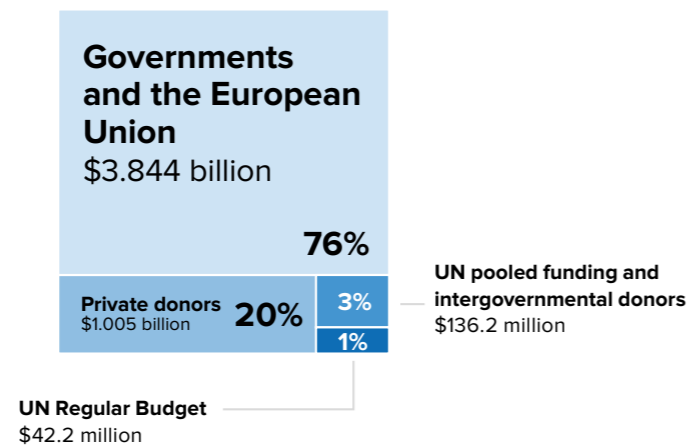 Governments
and the European
Union
$3.844 billion
76%
Private donors
$1.005 billion
20%
3%
1%
UN pooled funding and
intergovernmental donors
$136.2 million
UN Regular Budget
$42.2 million